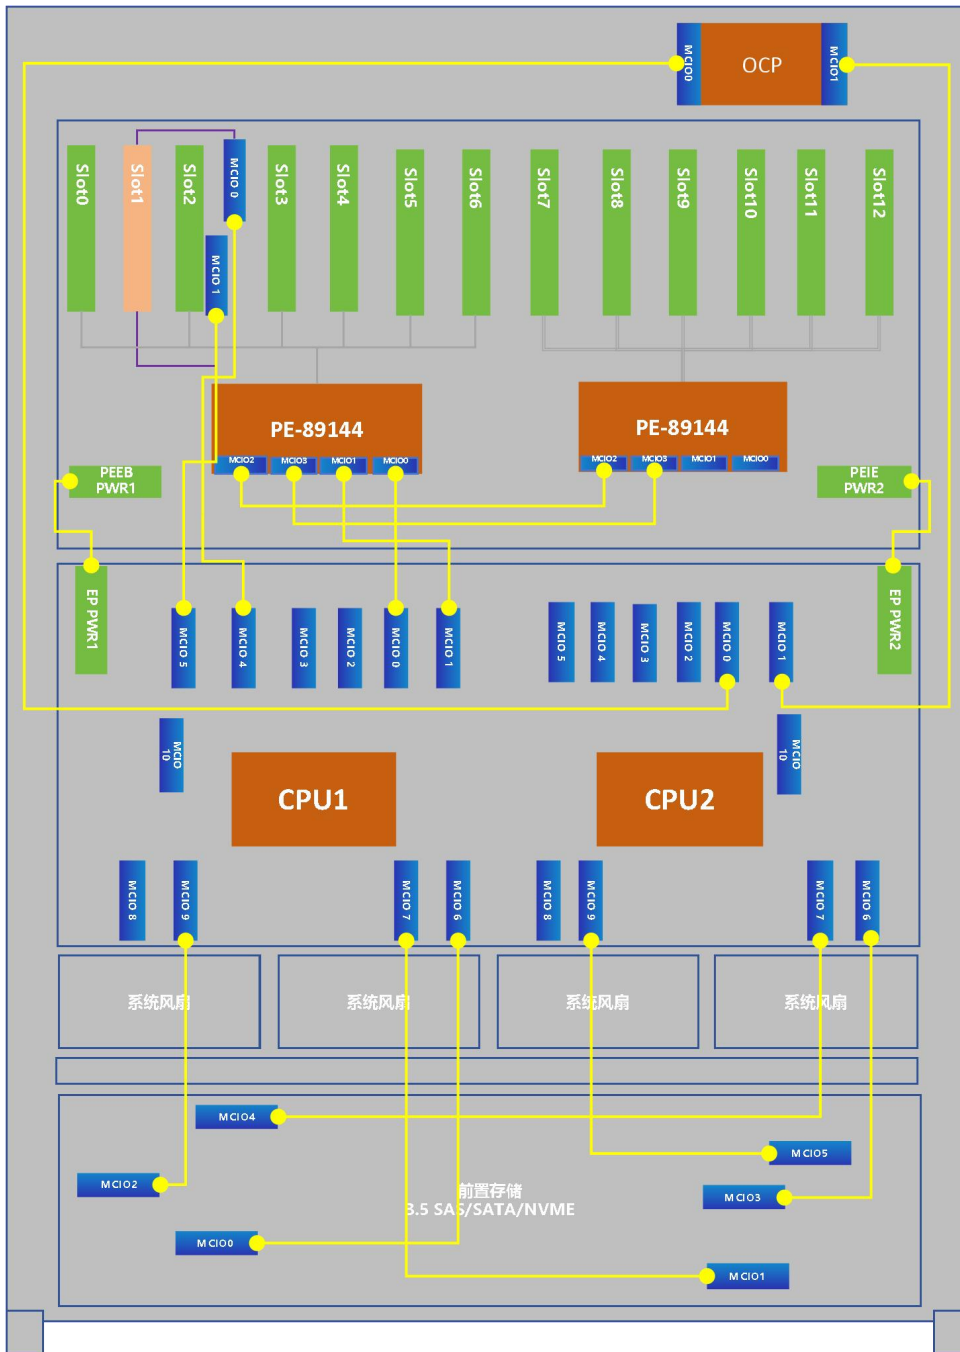 MCIO0
OCP
MCIO1
Slot0
Slot1
Slot2
MCIO 0
MCIO 1
Slot3
Slot4
Slot5
Slot6
Slot7
Slot8
Slot9
Slot10
Slot11
Slot12
PE-89144
MCIO2
MCIO3
MCIO1
MCIO0
PE-89144
MCIO2
MCIO3
MCIO1
MCIO0
PEEB
PWR1
PEIE
PWR2
EP PWR1
EP PWR2
MCIO 5
MCIO 4
MCIO 3
MCIO 2
MCIO 0
MCIO 1
MCIO 5
MCIO 4
MCIO 3
MCIO 2
MCIO 0
MCIO 1
MCIO
10
MCIO
10
CPU1
CPU2
MCIO 8
MCIO 9
MCIO 7
MCIO 6
MCIO 8
MCIO 9
MCIO 7
MCIO 6
系统风扇
系统风扇
系统风扇
系统风扇
MCIO4
MCIO5
MCIO2
MCIO3
前置存储
3.5 SAS/SATA/NVME
MCIO0
MCIO1